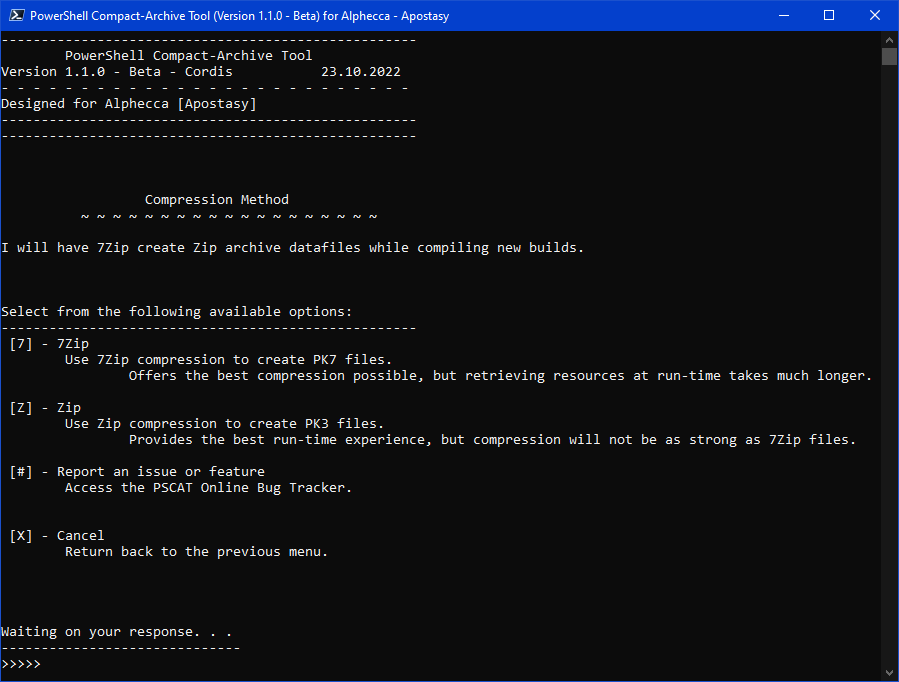 PowerShell Compact-Archive Tool (Version 1.1.0 - Beta) for Alphecca - Apostasy
----------------------------------------------------
PowerShell Compact-Archive Tool
Version 1.1.0 - Beta - Cordis 23.10.2022
- - - - - - - - - - - - - - - - - - - - - - - - - -
Designed for Alphecca [Apostasy]
----------------------------------------------------
----------------------------------------------------
Compression Method
~ ~ ~ ~ ~ ~ ~ ~ ~ ~ ~ ~ ~ ~ ~ ~ ~ ~ ~
I will have 7Zip create Zip archive datafiles while compiling new builds.
Select from the following available options:
----------------------------------------------------
[7] - 7Zip
Use 7Zip compression to create PK7 files.
Offers the best compression possible, but retrieving resources at run-time takes much longer.
[Z] - Zip
Use Zip compression to create PK3 files.
Provides the best run-time experience, but compression will not be as strong as 7Zip files.
[#] - Report an issue or feature
Access the PSCAT Online Bug Tracker.
[X] - Cancel
Return back to the previous menu.
Waiting on your response. . .
------------------------------
>>>>>